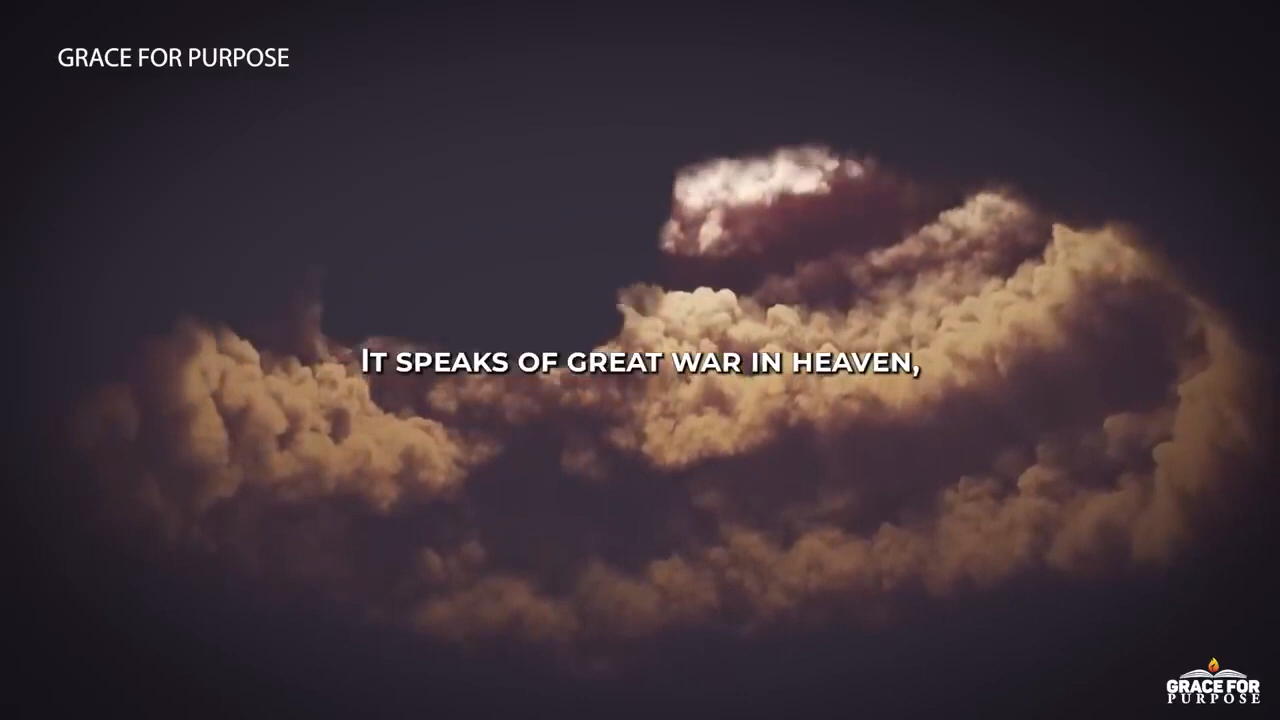 GRACE FOR PURPOSE
IT SPEAKS OF GREAT WAR IN HEAVEN,
GRACE FOR
PURPOSE